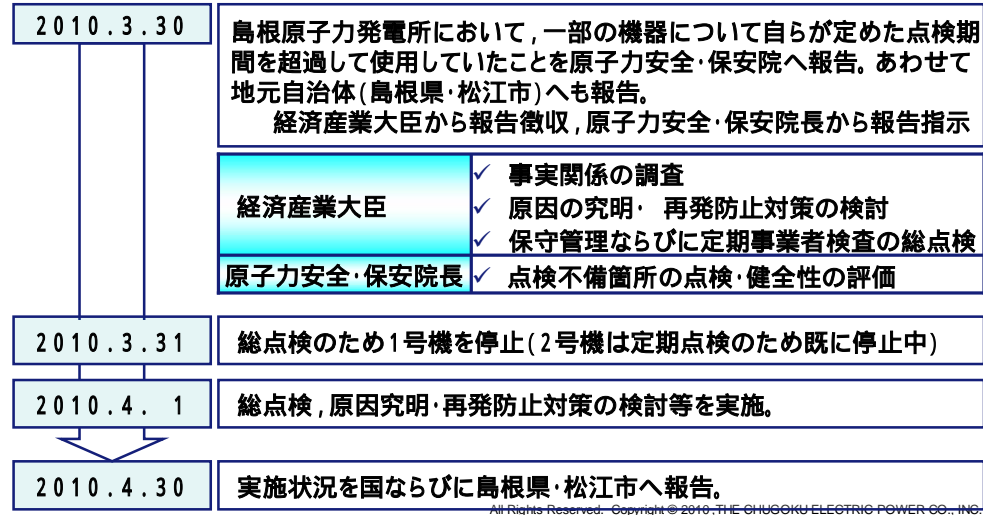 2010.3.30
島根原子力発電所において,一部の機器について自らが定めた点検期
間を超過して使用していたことを原子力安全･保安院へ報告。あわせて
地元自治体(島根県･松江市)へも報告。
経済産業大臣から報告徴収,原子力安全･保安院長から報告指示
経済産業大臣
✓ 事実関係の調査
✓ 原因の究明･ 再発防止対策の検討
✓ 保守管理ならびに定期事業者検査の総点検
原子力安全･保安院長
✓ 点検不備箇所の点検･健全性の評価
2010.3.31
総点検のため1号機を停止(2号機は定期点検のため既に停止中)
2010.4. 1
総点検,原因究明･再発防止対策の検討等を実施。
2010.4.30
実施状況を国ならびに島根県･松江市へ報告。
All Rights Reserved. Copyright © 2010 ,THE CHUGOKU ELECTRIC POWER CO., INC.